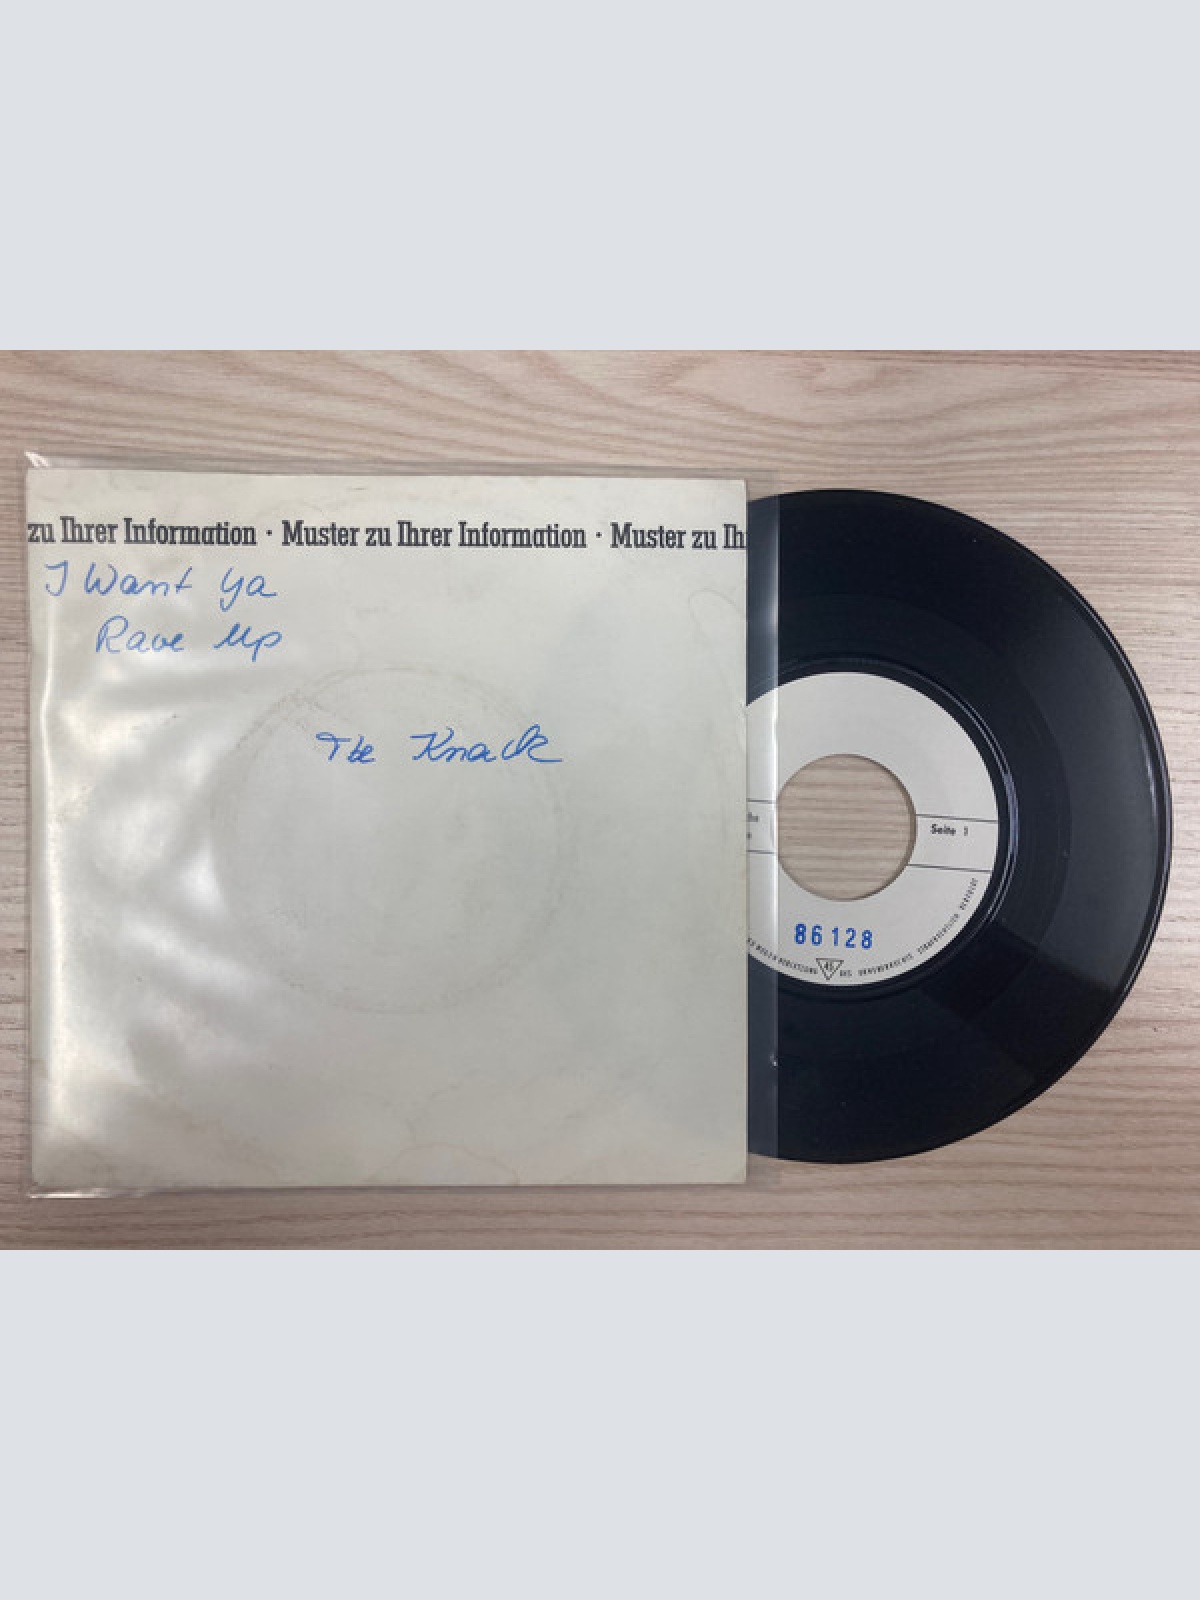 zu Ihrer Information · Muster zu Ihrer Information · Muster zu Ih
I Want Ya
Rave Up
The Knack
Seite 1
86128
45